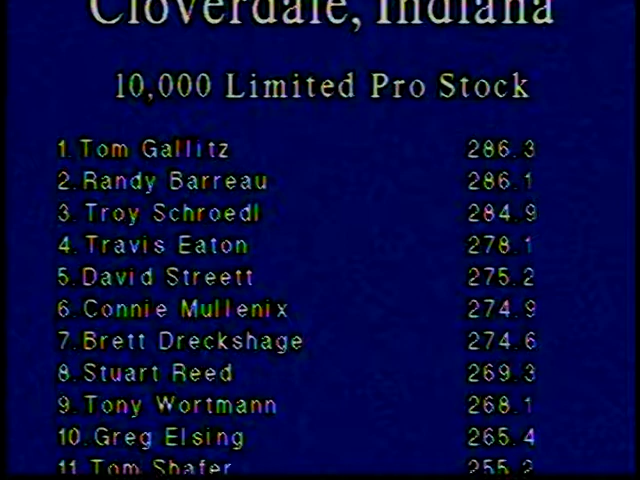 Cloverdale, Indiana
10,000 Limited Pro Stock
1. Tom Gallitz 286.3
2. Randy Barreau 286.1
3. Troy Schroedl 284.9
4. Travis Eaton 278.1
5. David Streett 275.2
6. Connie Mullenix 274.9
7. Brett Dreckshage 274.6
8. Stuart Reed 269.3
9. Tony Wortmann 268.1
10. Greg Elsing 265.4
11. Tom Shafer 255.2